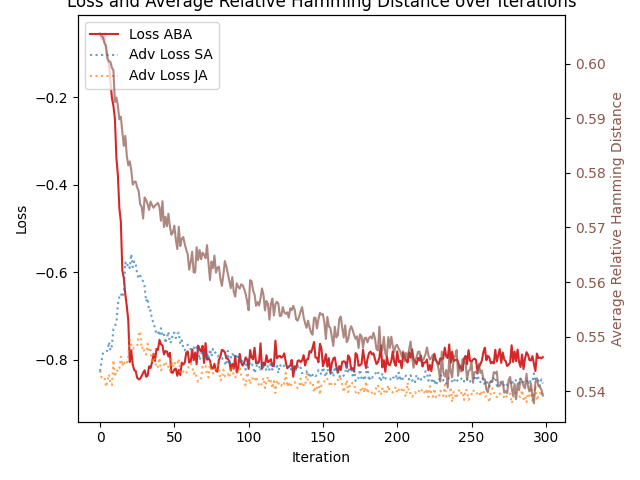 Loss and Average Relative Hamming Distance over Iterations
Loss ABA
Adv Loss SA
Adv Loss JA
−0.2
−0.4
−0.6
−0.8
Loss
0
50
100
150
200
250
300
Iteration
0.60
0.59
0.58
0.57
0.56
0.55
0.54
Average Relative Hamming Distance